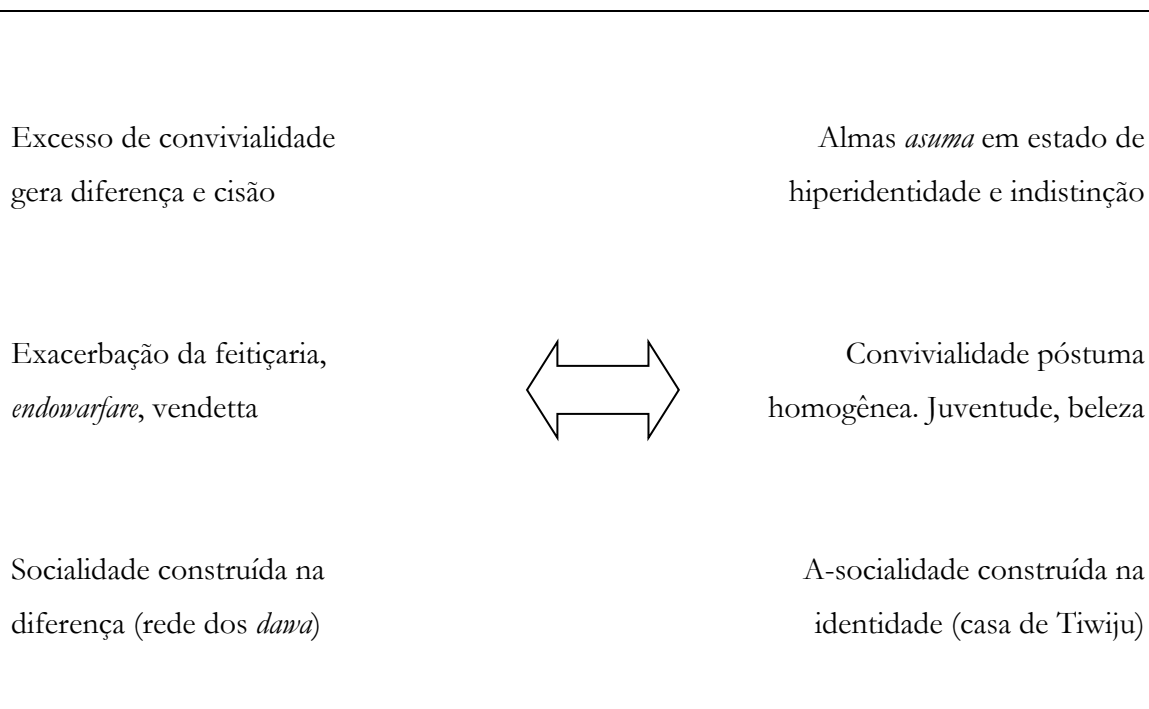 Excesso de convivialidade
gera diferença e cisão
Almas asuma em estado de
hiperidentidade e indistinção
Exacerbação da feitiçaria,
endowarfare, vendetta
Convivialidade póstuma
homogênea. Juventude, beleza
Socialidade construída na
diferença (rede dos dawa)
A-socialidade construída na
identidade (casa de Tiwiju)